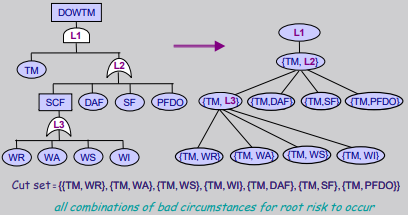 DOWTM
L1
L1
TM
L2
{TM, L2}
SCF
DAF
SF
PFDO
{TM, L3}
{TM,DAF}
{TM,SF}
{TM,PFDO}
L3
WR
WA
WS
WI
{TM, WR}
{TM, WA}
{TM, WS}
{TM, WI}
Cut set = {{TM, WR}, {TM, WA}, {TM, WS}, {TM, WI}, {TM, DAF}, {TM, SF}, {TM, PFDO}}
all combinations of bad circumstances for root risk to occur